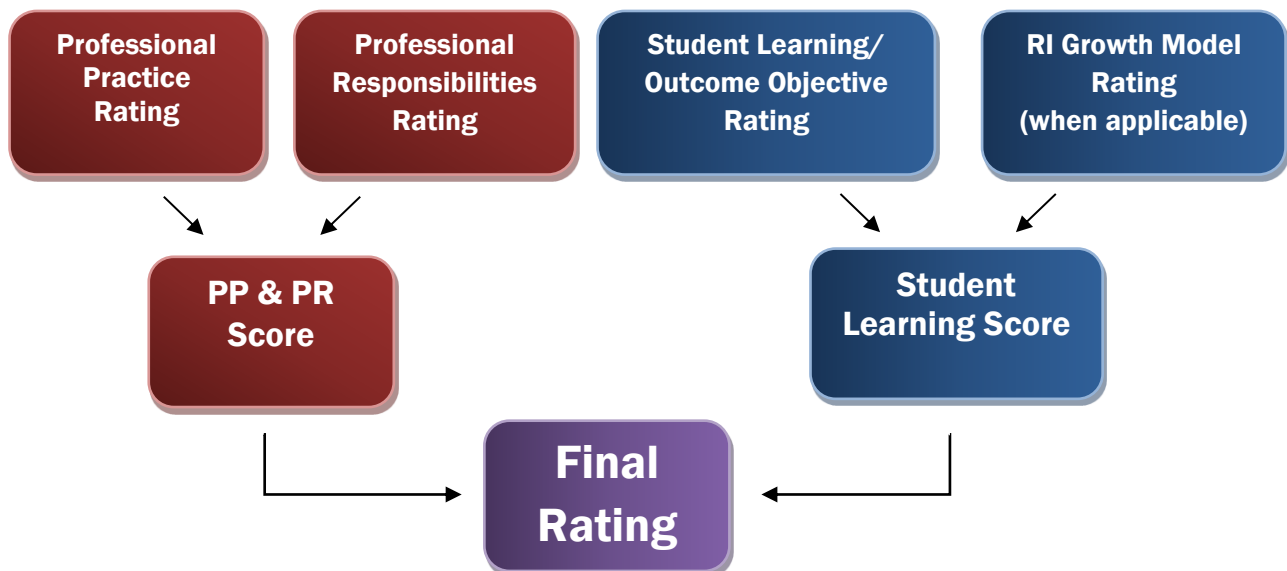 Professional
Practice
Rating
Professional
Responsibilities
Rating
Student Learning/
Outcome Objective
Rating
RI Growth Model
Rating
(when applicable)
PP & PR
Score
Student
Learning Score
Final
Rating